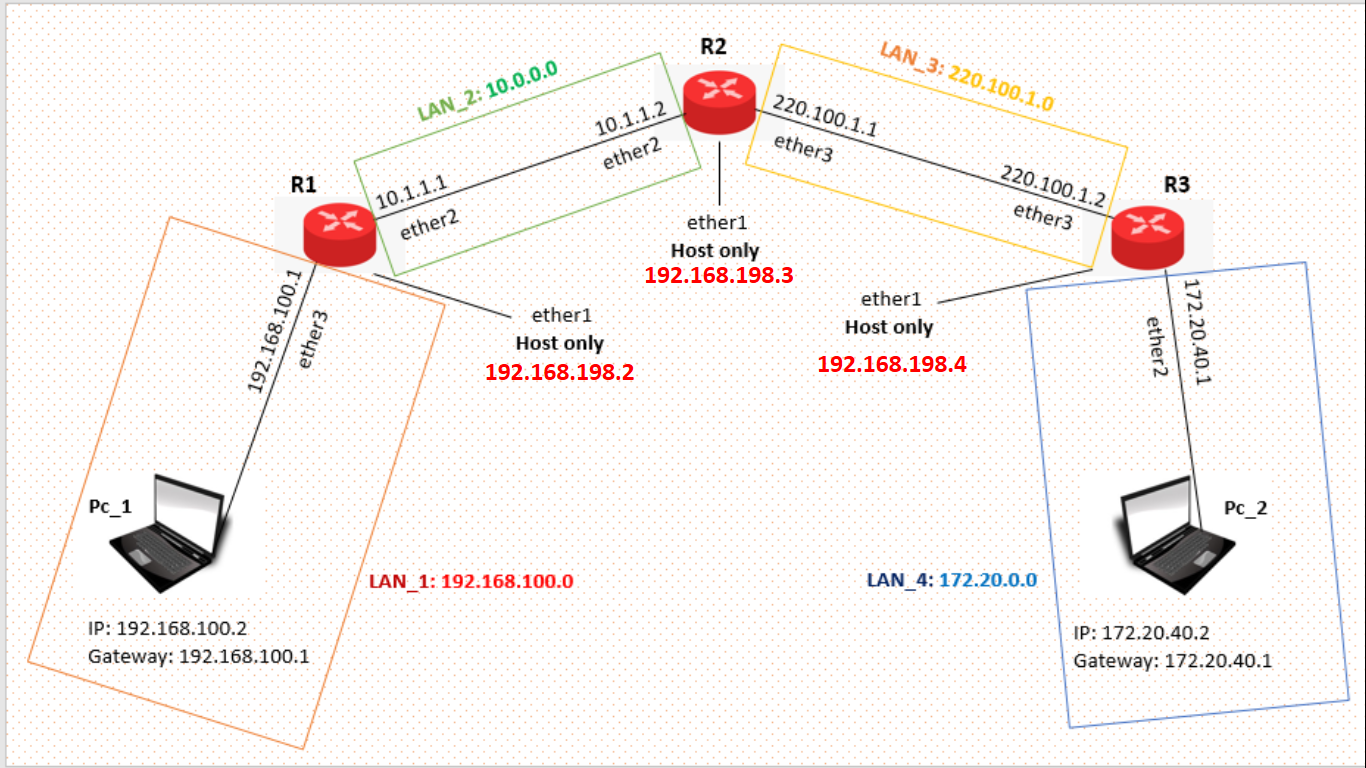 R2
LAN_2: 10.0.0.0
LAN_3: 220.100.1.0
10.1.1.2
ether2
220.100.1.1
ether3
R1
10.1.1.1
ether2
220.100.1.2
ether3
R3
ether1
Host only
192.168.198.3
192.168.100.1
ether3
ether1
Host only
192.168.198.2
ether1
Host only
192.168.198.4
172.20.40.1
ether2
Pc_1
Pc_2
LAN_1: 192.168.100.0
LAN_4: 172.20.0.0
IP: 192.168.100.2
Gateway: 192.168.100.1
IP: 172.20.40.2
Gateway: 172.20.40.1